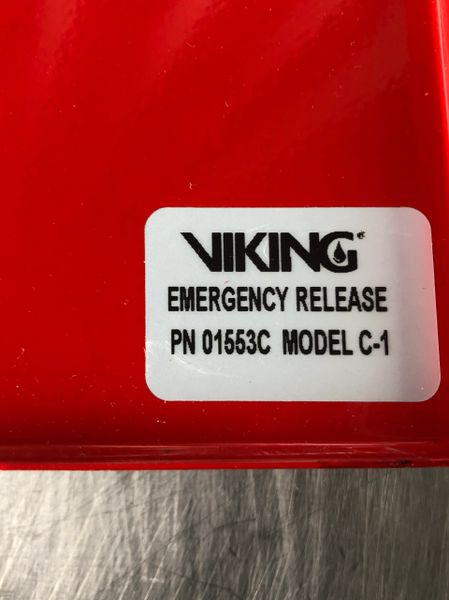 VIKING®
EMERGENCY RELEASE
PN 01553C MODEL C-1